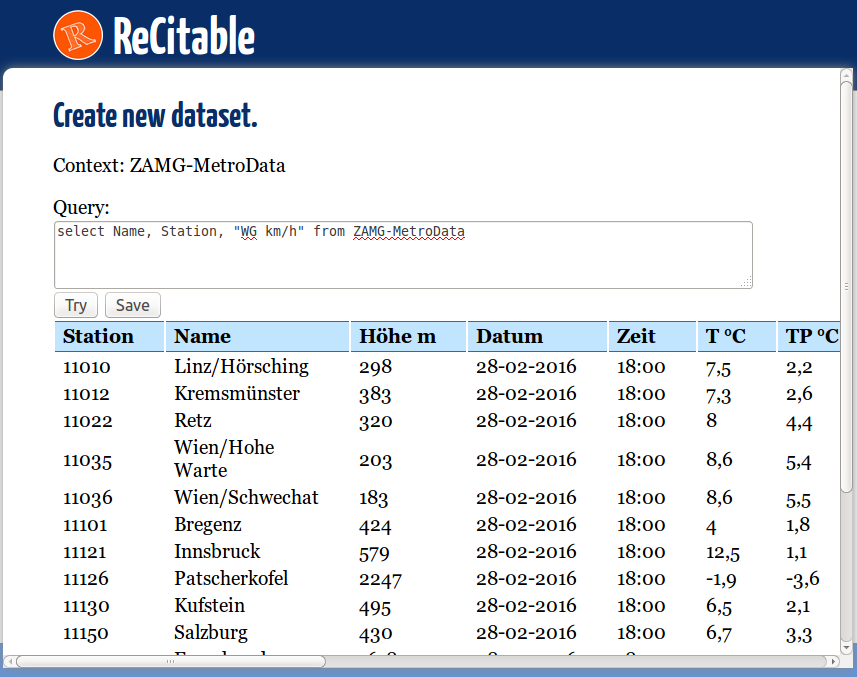 R ReCitable
Create new dataset.
Context: ZAMG-MetroData
Query:
select Name, Station, "WG km/h" from ZAMG-MetroData
Try Save
Station Name Höhe m Datum Zeit T °C TP °C
11010 Linz/Hörsching 298 28-02-2016 18:00 7,5 2,2
11012 Kremsmünster 383 28-02-2016 18:00 7,3 2,6
11022 Retz 320 28-02-2016 18:00 8 4,4
11035 Wien/Hohe Warte 203 28-02-2016 18:00 8,6 5,4
11036 Wien/Schwechat 183 28-02-2016 18:00 8,6 5,5
11101 Bregenz 424 28-02-2016 18:00 4 1,8
11121 Innsbruck 579 28-02-2016 18:00 12,5 1,1
11126 Patscherkofel 2247 28-02-2016 18:00 -1,9 -3,6
11130 Kufstein 495 28-02-2016 18:00 6,5 2,1
11150 Salzburg 430 28-02-2016 18:00 6,7 3,3